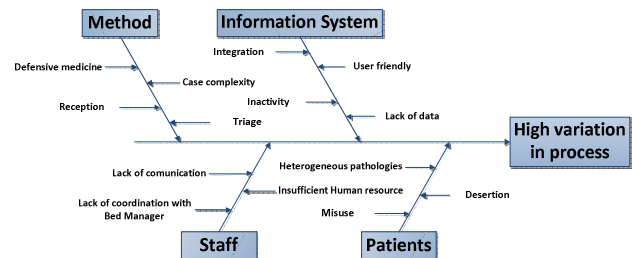 Method
Information System
Integration
Defensive medicine
User friendly
Case complexity
Inactivity
Reception
Lack of data
Triage
High variation
in process
Heterogeneous pathologies
Lack of comunication
Insufficient Human resource
Desertion
Lack of coordination with
Bed Manager
Misuse
Staff
Patients